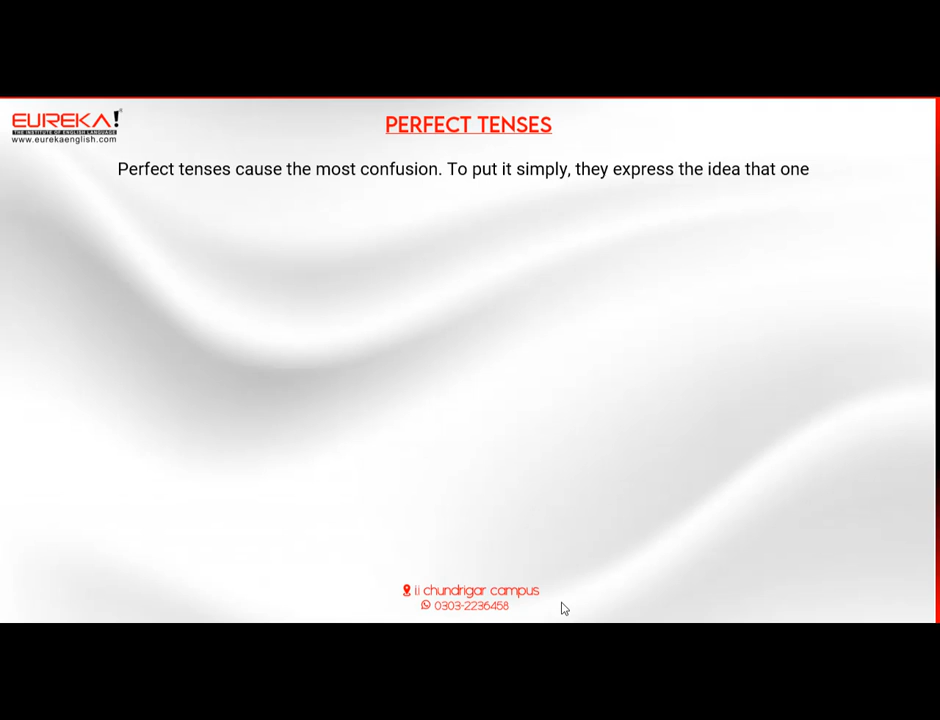 EUREKA!
THE INSTITUTE OF ENGLISH LANGUAGE
www.eurekaenglish.com
PERFECT TENSES
Perfect tenses cause the most confusion. To put it simply, they express the idea that one
ii chundrigar campus
0303-2236458